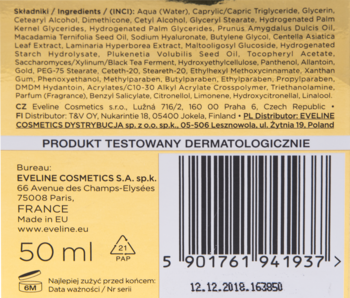 Składniki / Ingredients / (INCI): Aqua (Water), Caprylic/Capric Triglyceride, Glycerin,
Cetearyl Alcohol, Dimethicone, Cetyl Alcohol, Glyceryl Stearate, Hydrogenated Palm
Kernel Glycerides, Hydrogenated Palm Glycerides, Prunus Amygdalus Dulcis Oil,
Macadamia Ternifolia Seed Oil, Sodium Hyaluronate, Butylene Glycol, Centella Asiatica
Leaf Extract, Laminaria Hyperborea Extract, Maltooligosyl Glucoside, Hydrogenated
Starch Hydrolysate, Plukenetia Volubilis Seed Oil, Tocopheryl Acetate,
Saccharomyces/Xylinum/Black Tea Ferment, Hydroxyethylcellulose, Panthenol, Allantoin,
Gold, PEG-75 Stearate, Ceteth-20, Steareth-20, Ethylhexyl Methoxycinnamate, Xanthan
Gum, Phenoxyethanol, Methylparaben, Butylparaben, Ethylparaben, Propylparaben,
DMDM Hydantoin, Acrylates/C10-30 Alkyl Acrylate Crosspolymer, Triethanolamine,
Parfum (Fragrance), Benzyl Salicylate, Citronellol, Limonene, Hydroxycitronellal, Linalool.
CZ Eveline Cosmetics s.r.o., Lužná 716/2, 160 00 Praha 6, Czech Republic •
FI Distributor: T&V OY, Nukarintie 18, 05400 Jokela, Finland • PL Distributor: EVELINE
COSMETICS DYSTRYBUCJA sp. z o.o. sp.k., 05-506 Lesznowola, ul. Żytnia 19, Poland
PRODUKT TESTOWANY DERMATOLOGICZNIE
Bureau:
EVELINE COSMETICS S.A. sp.k.
66 Avenue des Champs-Elysées
75008 Paris,
FRANCE
Made in EU
www.eveline.eu
50 ml
21
PAP
5 901761 941937 >
6M
Najlepiej zużyć przed końcem:
Data ważności / Nr serii
12.12.2018.163850